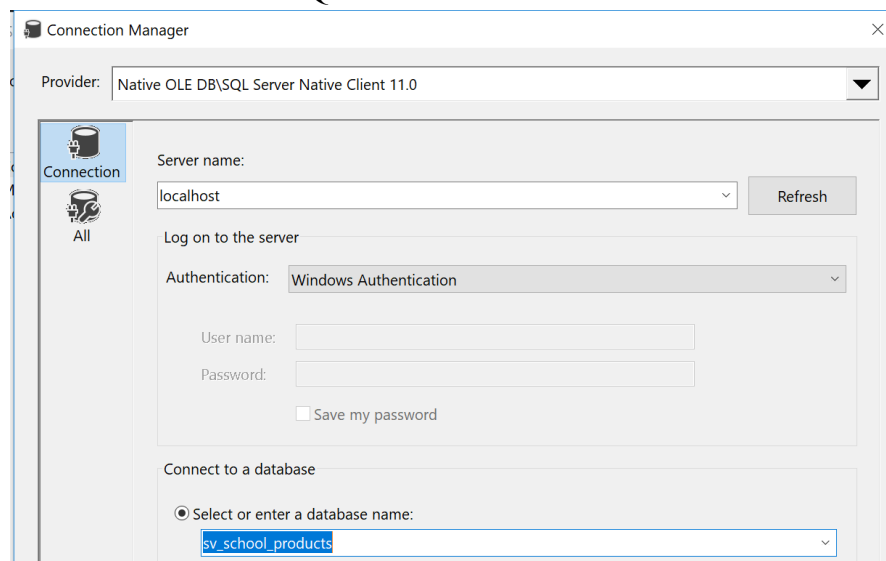 Connection Manager
Provider: Native OLE DB\SQL Server Native Client 11.0
Connection
All
Server name:
localhost
Refresh
Log on to the server
Authentication: Windows Authentication
User name:
Password:
Save my password
Connect to a database
Select or enter a database name:
sv_school_products